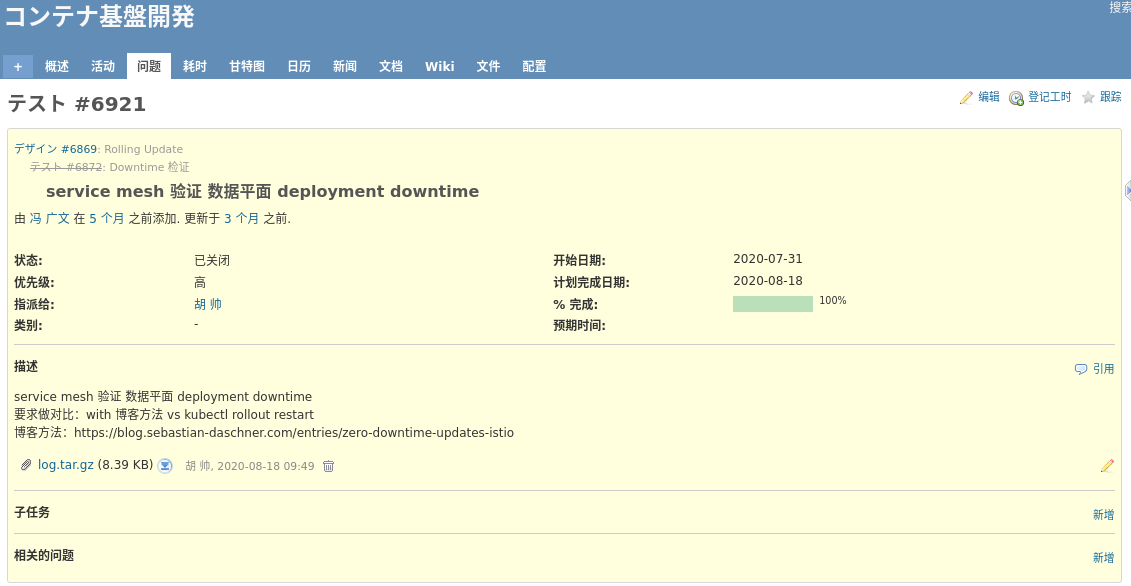 コンテナ基盤開発
搜索
+ 概述 活动 问题 耗时 甘特图 日历 新闻 文档 Wiki 文件 配置
テスト #6921
编辑 登记工时 跟踪
デザイン #6869: Rolling Update
テスト #6872: Downtime 检证
service mesh 验证 数据平面 deployment downtime
由 冯 广文 在 5 个月 之前添加. 更新于 3 个月 之前.
状态: 已关闭 开始日期: 2020-07-31
优先级: 高 计划完成日期: 2020-08-18
指派给: 胡 帅 % 完成: 100%
类别: - 预期时间:
描述 引用
service mesh 验证 数据平面 deployment downtime
要求做对比：with 博客方法 vs kubectl rollout restart
博客方法：https://blog.sebastian-daschner.com/entries/zero-downtime-updates-istio
log.tar.gz (8.39 KB) 胡 帅, 2020-08-18 09:49
子任务 新增
相关的问题 新增